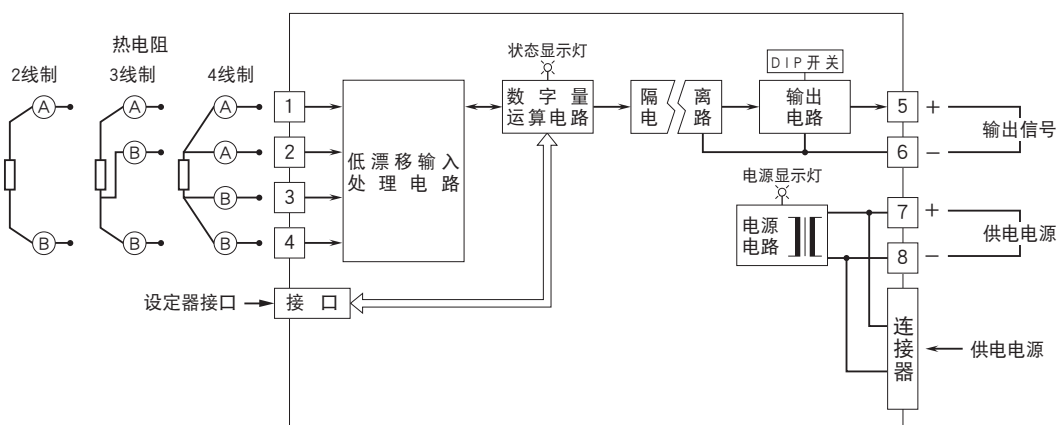 热电阻
2线制
3线制
4线制
A
A
A
A
B
B
B
B
B
1
2
3
4
低漂移输入
处理电路
状态显示灯
数字量
运算电路
隔离
电路
DIP开关
输出
电路
5 +
6 −
输出信号
电源显示灯
电源
电路
7 +
8 −
供电电源
设定器接口
接口
连接器
供电电源